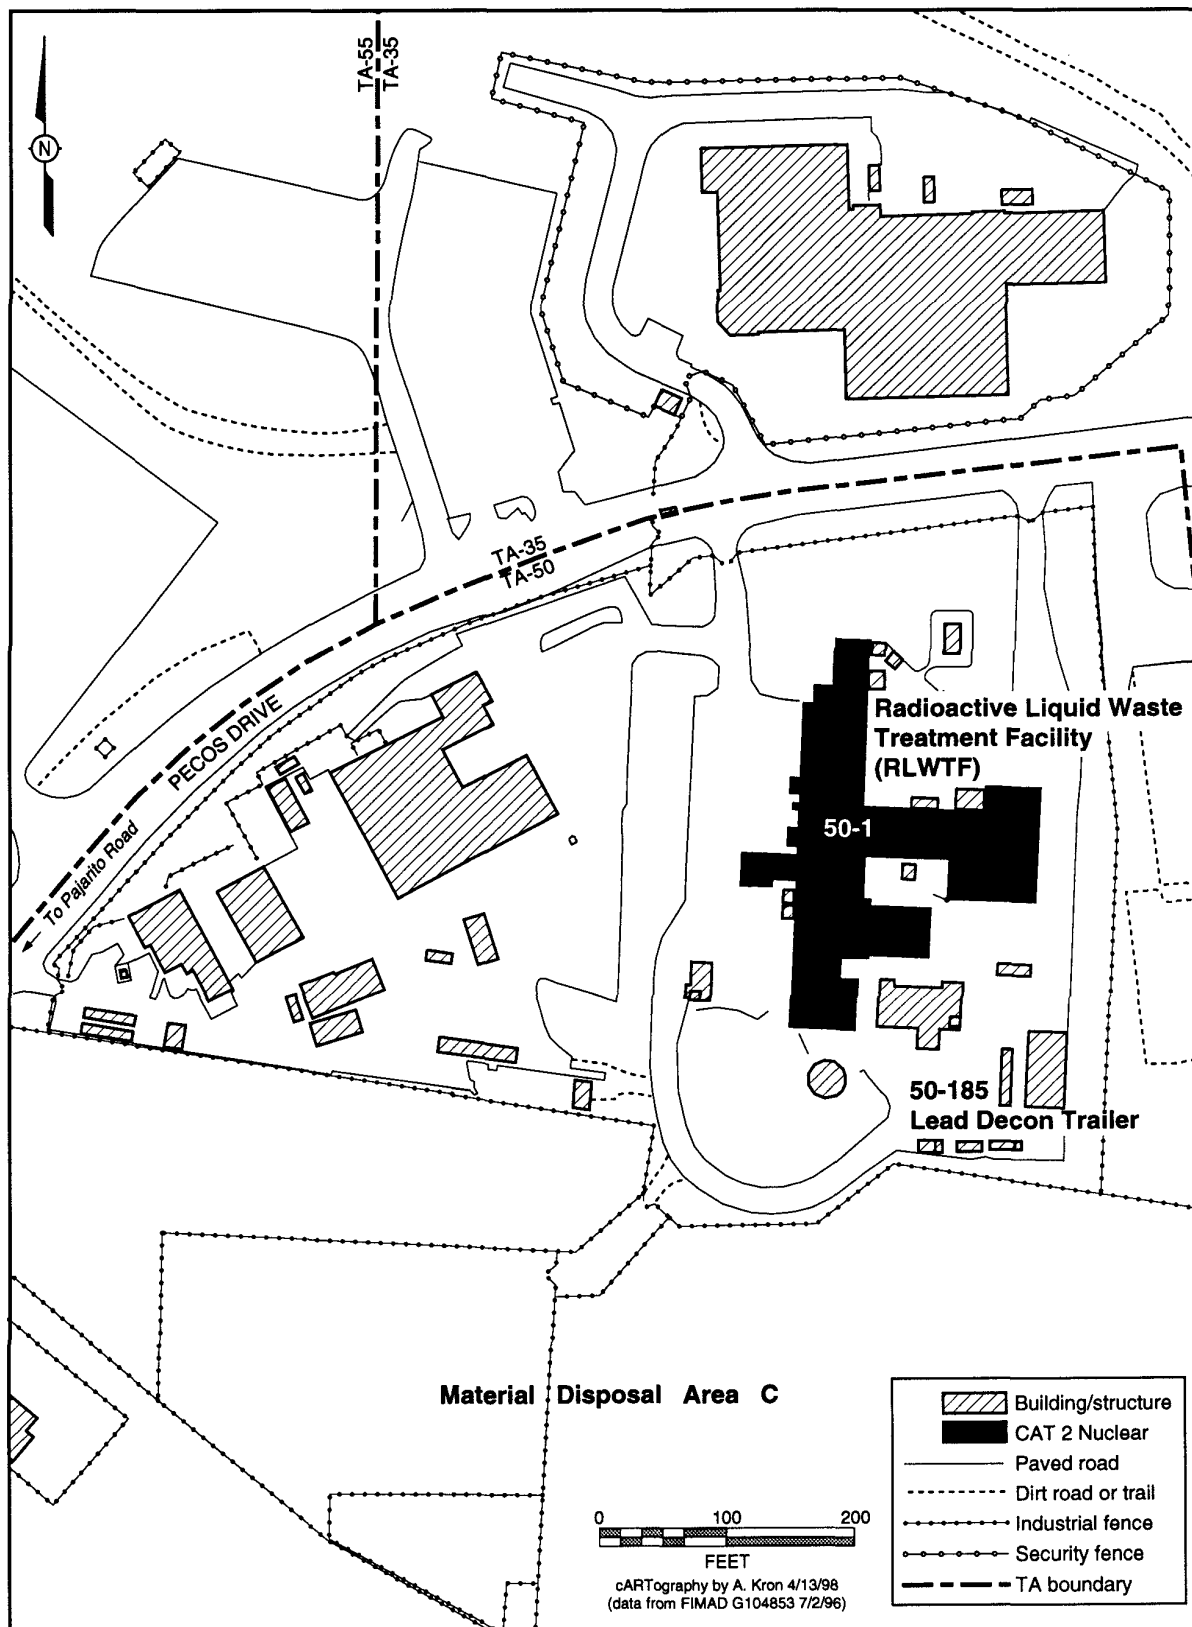 TA-55
TA-35
N
TA-35
TA-50
PECOS DRIVE
To Pajarito Road
Radioactive Liquid Waste
Treatment Facility
(RLWTF)
50-1
50-185
Lead Decon Trailer
Material Disposal Area C
0 100 200
FEET
cARTography by A. Kron 4/13/98
(data from FIMAD G104853 7/2/96)
Building/structure
CAT 2 Nuclear
Paved road
Dirt road or trail
Industrial fence
Security fence
TA boundary